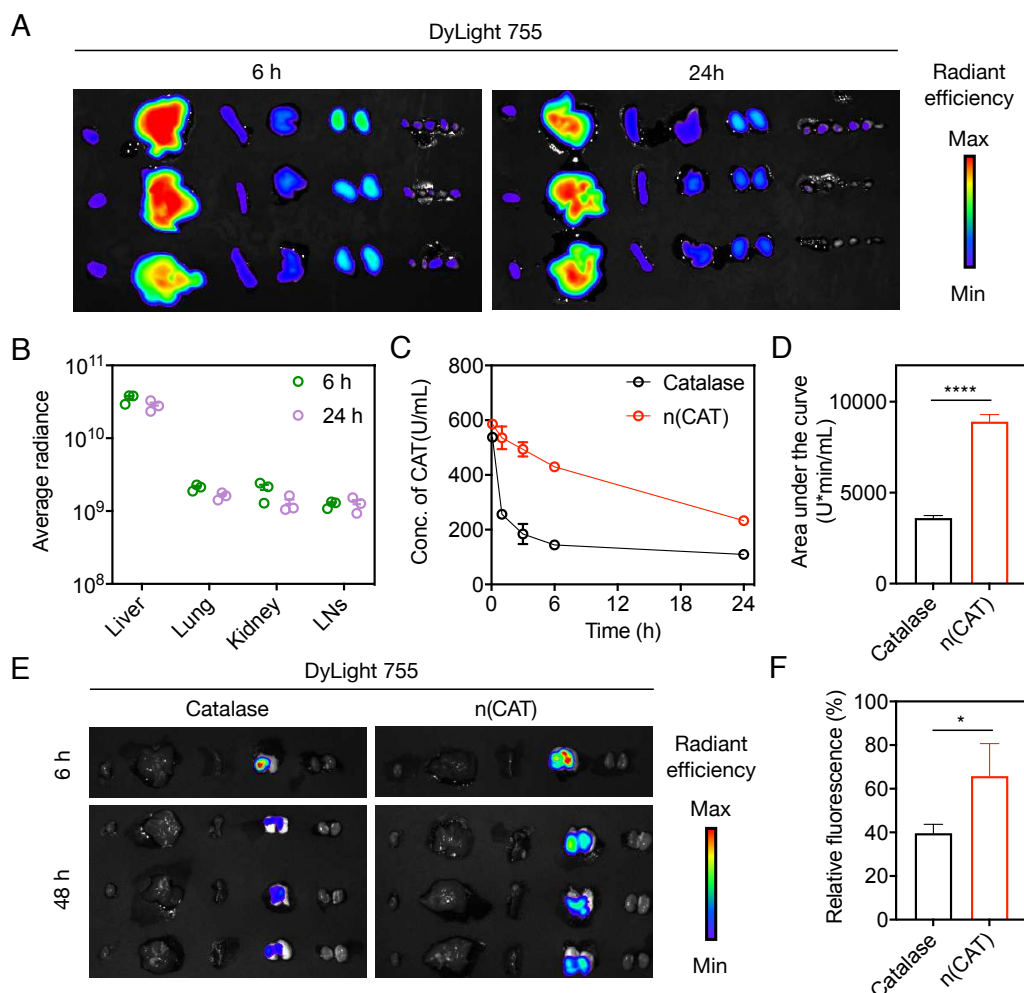 A
DyLight 755
6 h
24h
Radiant
efficiency
Max
Min
B
Average radiance
10^11
10^10
10^9
10^8
6 h
24 h
Liver
Lung
Kidney
LNs
C
Conc. of CAT(U/mL)
800
600
400
200
0
Catalase
n(CAT)
0
6
12
18
24
Time (h)
D
Area under the curve
(U*min/mL)
10000
5000
0
****
Catalase
n(CAT)
E
DyLight 755
Catalase
n(CAT)
6 h
48 h
Radiant
efficiency
Max
Min
F
Relative fluorescence (%)
100
80
60
40
20
0
*
Catalase
n(CAT)